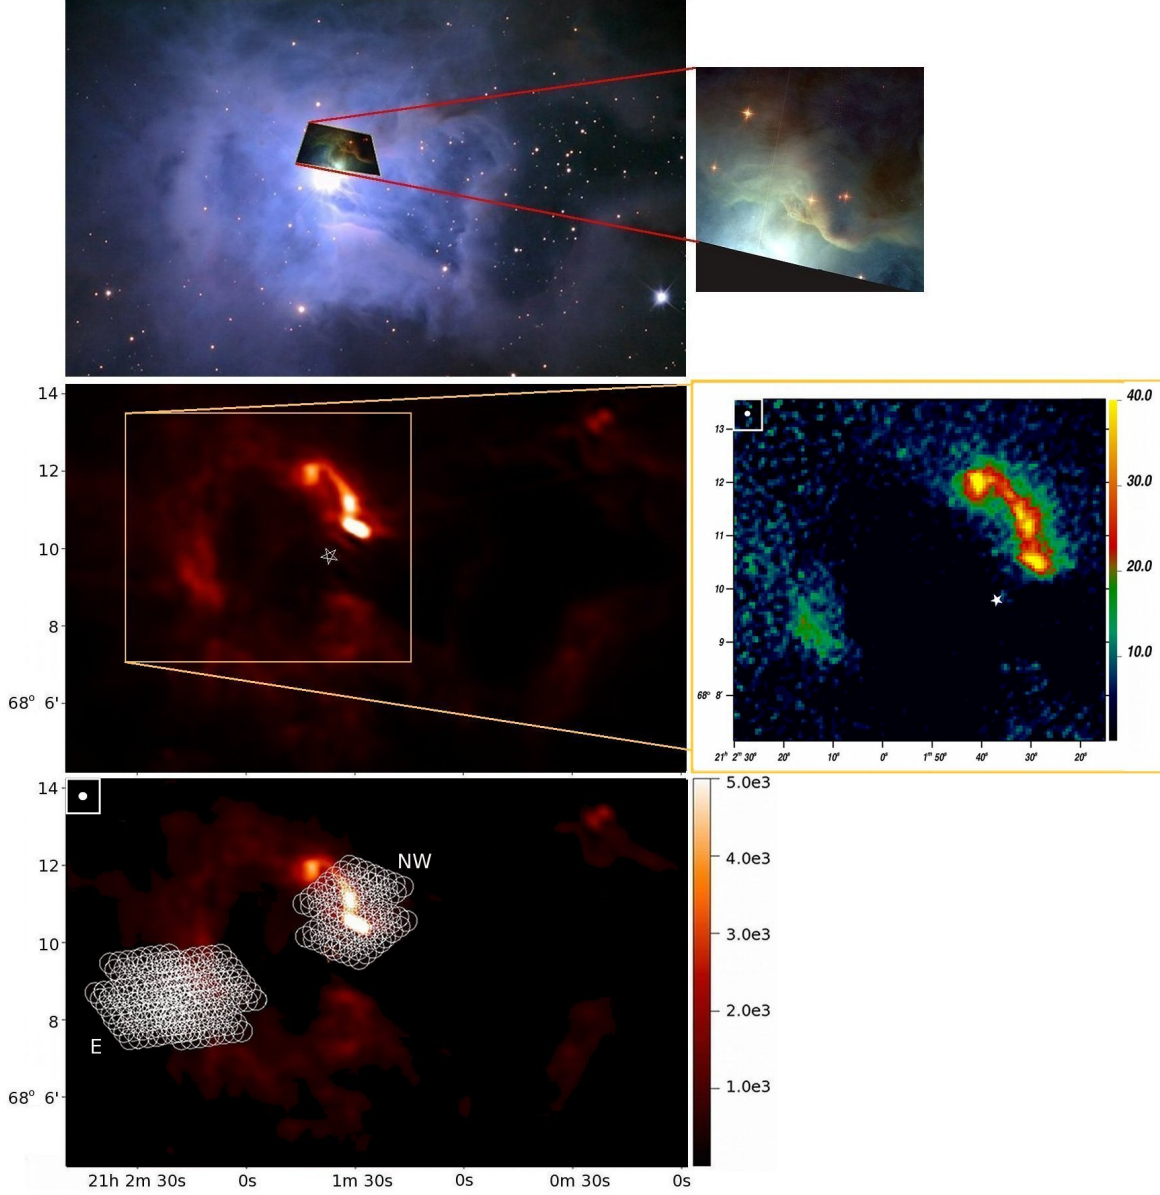 14
12
10
8
68° 6'
13
12
11
10
9
68° 8'
21ʰ 2ᵐ 30ˢ
20ˢ
10ˢ
0ˢ
1ᵐ 50ˢ
40ˢ
30ˢ
20ˢ
40.0
30.0
20.0
10.0
14
12
10
8
68° 6'
NW
E
21h 2m 30s
0s
1m 30s
0s
0m 30s
0s
5.0e3
4.0e3
3.0e3
2.0e3
1.0e3